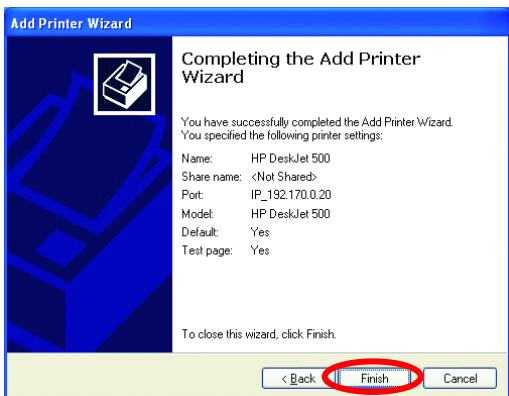 Add Printer Wizard
Completing the Add Printer
Wizard
You have successfully completed the Add Printer Wizard.
You specified the following printer settings:
Name: HP DeskJet 500
Share name: <Not Shared>
Port: IP_192.170.0.20
Model: HP DeskJet 500
Default: Yes
Test page: Yes
To close this wizard, click Finish.
< Back Finish Cancel